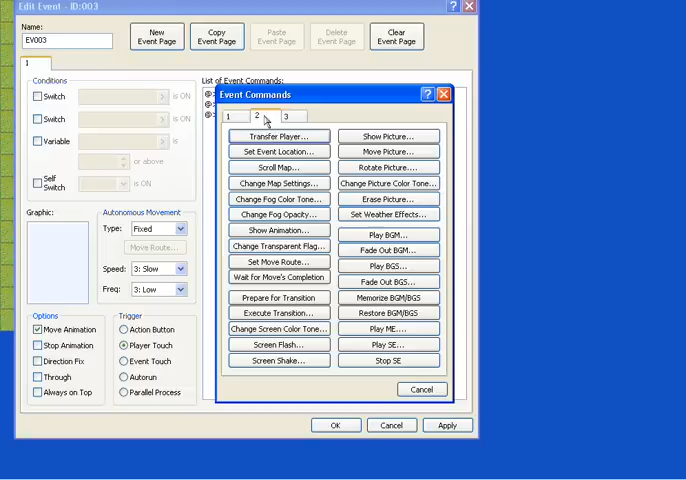 Edit Event - ID:003
Name:
EV003
New
Event Page
Copy
Event Page
Paste
Event Page
Delete
Event Page
Clear
Event Page
1
Conditions
Switch
is ON
Switch
is ON
Variable
is
or above
Self
Switch
is ON
Graphic:
Autonomous Movement
Type:
Fixed
Move Route...
Speed:
3: Slow
Freq:
3: Low
Options
Move Animation
Stop Animation
Direction Fix
Through
Always on Top
Trigger
Action Button
Player Touch
Event Touch
Autorun
Parallel Process
List of Event Commands:
@>
@>
@>
Event Commands
1
2
3
Transfer Player...
Set Event Location...
Scroll Map...
Change Map Settings...
Change Fog Color Tone...
Change Fog Opacity...
Show Animation...
Change Transparent Flag...
Set Move Route...
Wait for Move's Completion
Prepare for Transition
Execute Transition...
Change Screen Color Tone...
Screen Flash...
Screen Shake...
Show Picture...
Move Picture...
Rotate Picture...
Change Picture Color Tone...
Erase Picture...
Set Weather Effects...
Play BGM...
Fade Out BGM...
Play BGS...
Fade Out BGS...
Memorize BGM/BGS
Restore BGM/BGS
Play ME...
Play SE...
Stop SE
Cancel
OK
Cancel
Apply